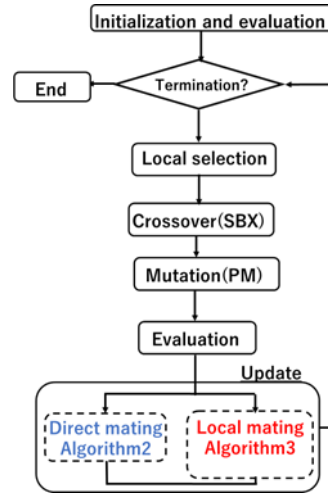 Initialization and evaluation
Termination?
End
Local selection
Crossover(SBX)
Mutation(PM)
Evaluation
Update
Direct mating
Algorithm2
Local mating
Algorithm3